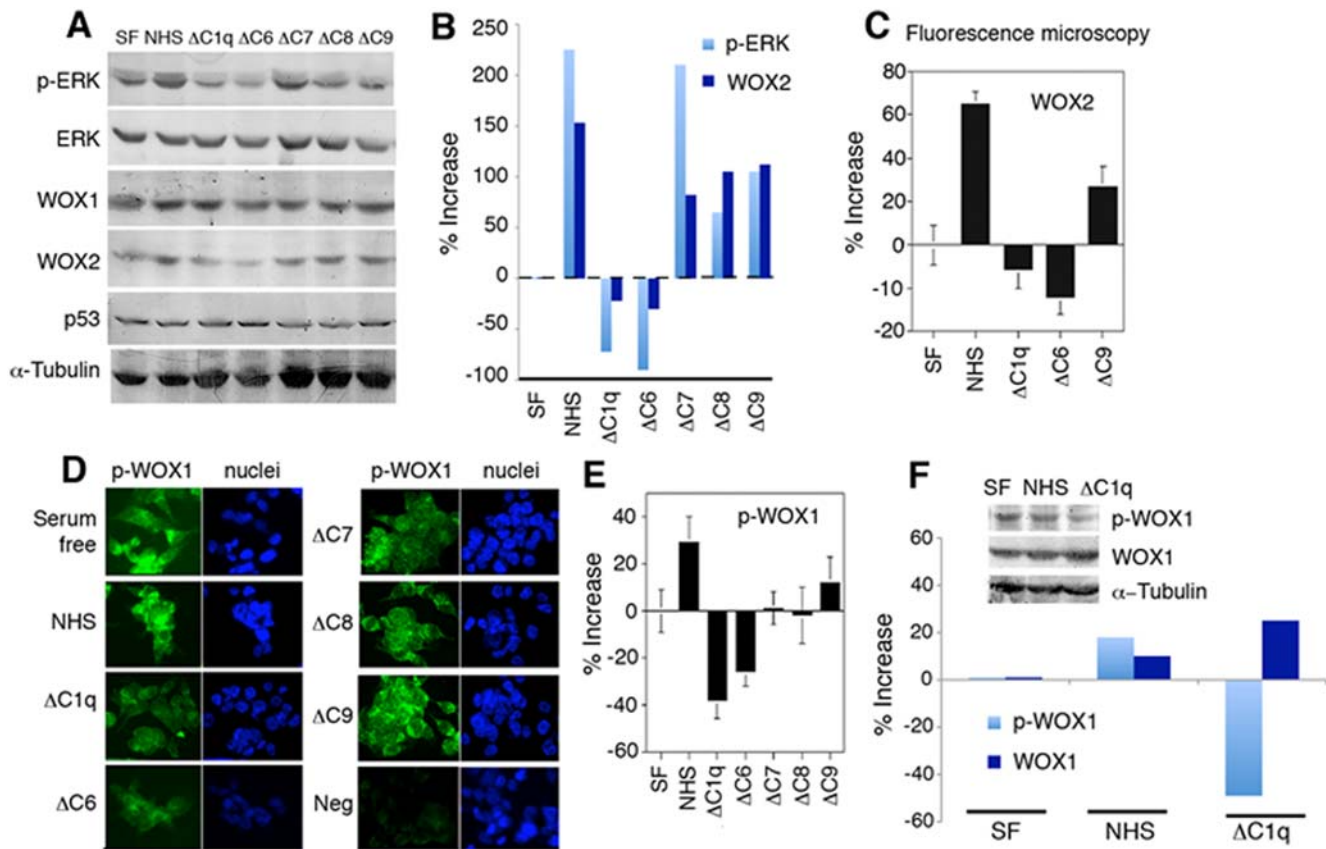 A
SF NHS ΔC1q ΔC6 ΔC7 ΔC8 ΔC9
p-ERK
ERK
WOX1
WOX2
p53
α-Tubulin
B
% Increase
250
225
200
150
100
50
0
-50
-100
p-ERK
WOX2
SF
NHS
ΔC1q
ΔC6
ΔC7
ΔC8
ΔC9
C Fluorescence microscopy
% Increase
80
60
40
20
0
-10
-20
WOX2
SF
NHS
ΔC1q
ΔC6
ΔC9
D
p-WOX1 nuclei p-WOX1 nuclei
Serum
free
NHS
ΔC1q
ΔC6
ΔC7
ΔC8
ΔC9
Neg
E
% Increase
40
20
0
-20
-40
-60
p-WOX1
SF
NHS
ΔC1q
ΔC6
ΔC7
ΔC8
ΔC9
F
SF NHS ΔC1q
p-WOX1
WOX1
α-Tubulin
% Increase
60
40
20
0
-20
-40
-60
p-WOX1
WOX1
SF NHS ΔC1q